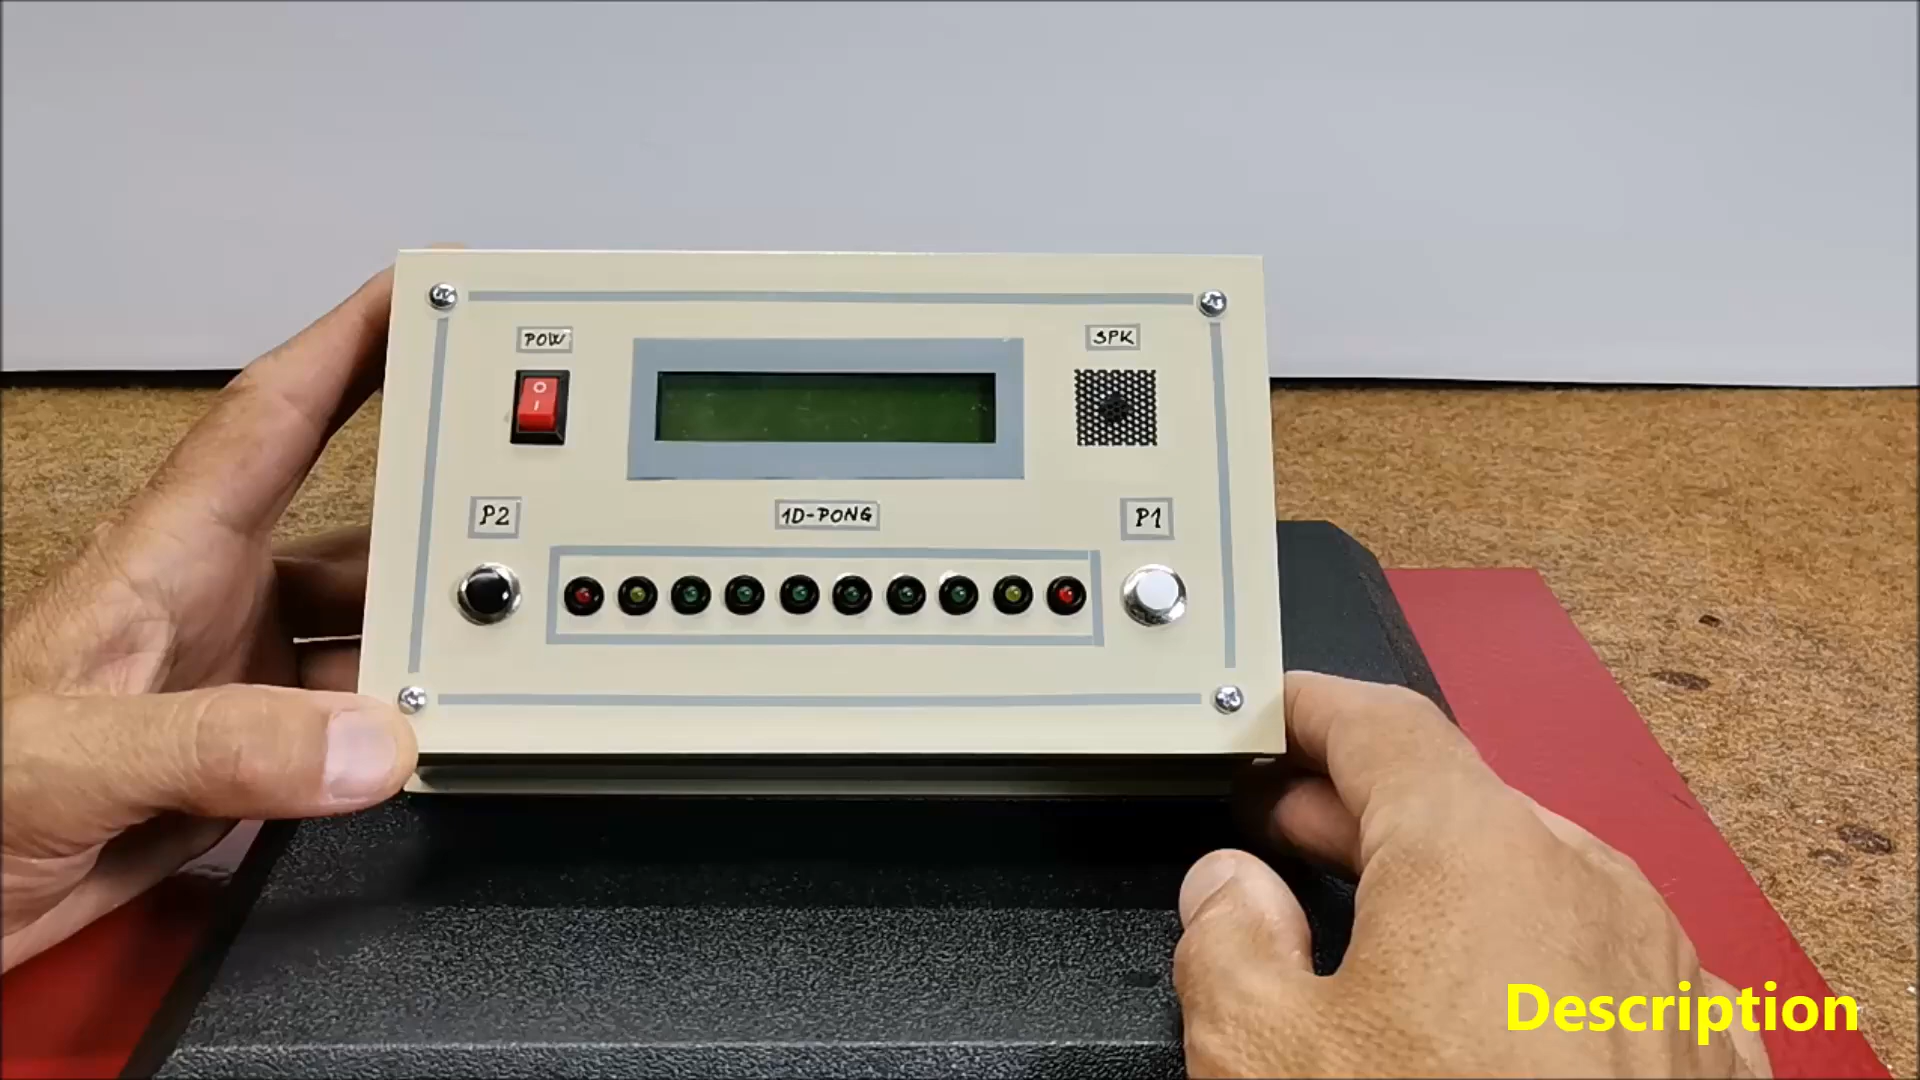 POW
SPK
O
I
P2
1D-PONG
P1
Description